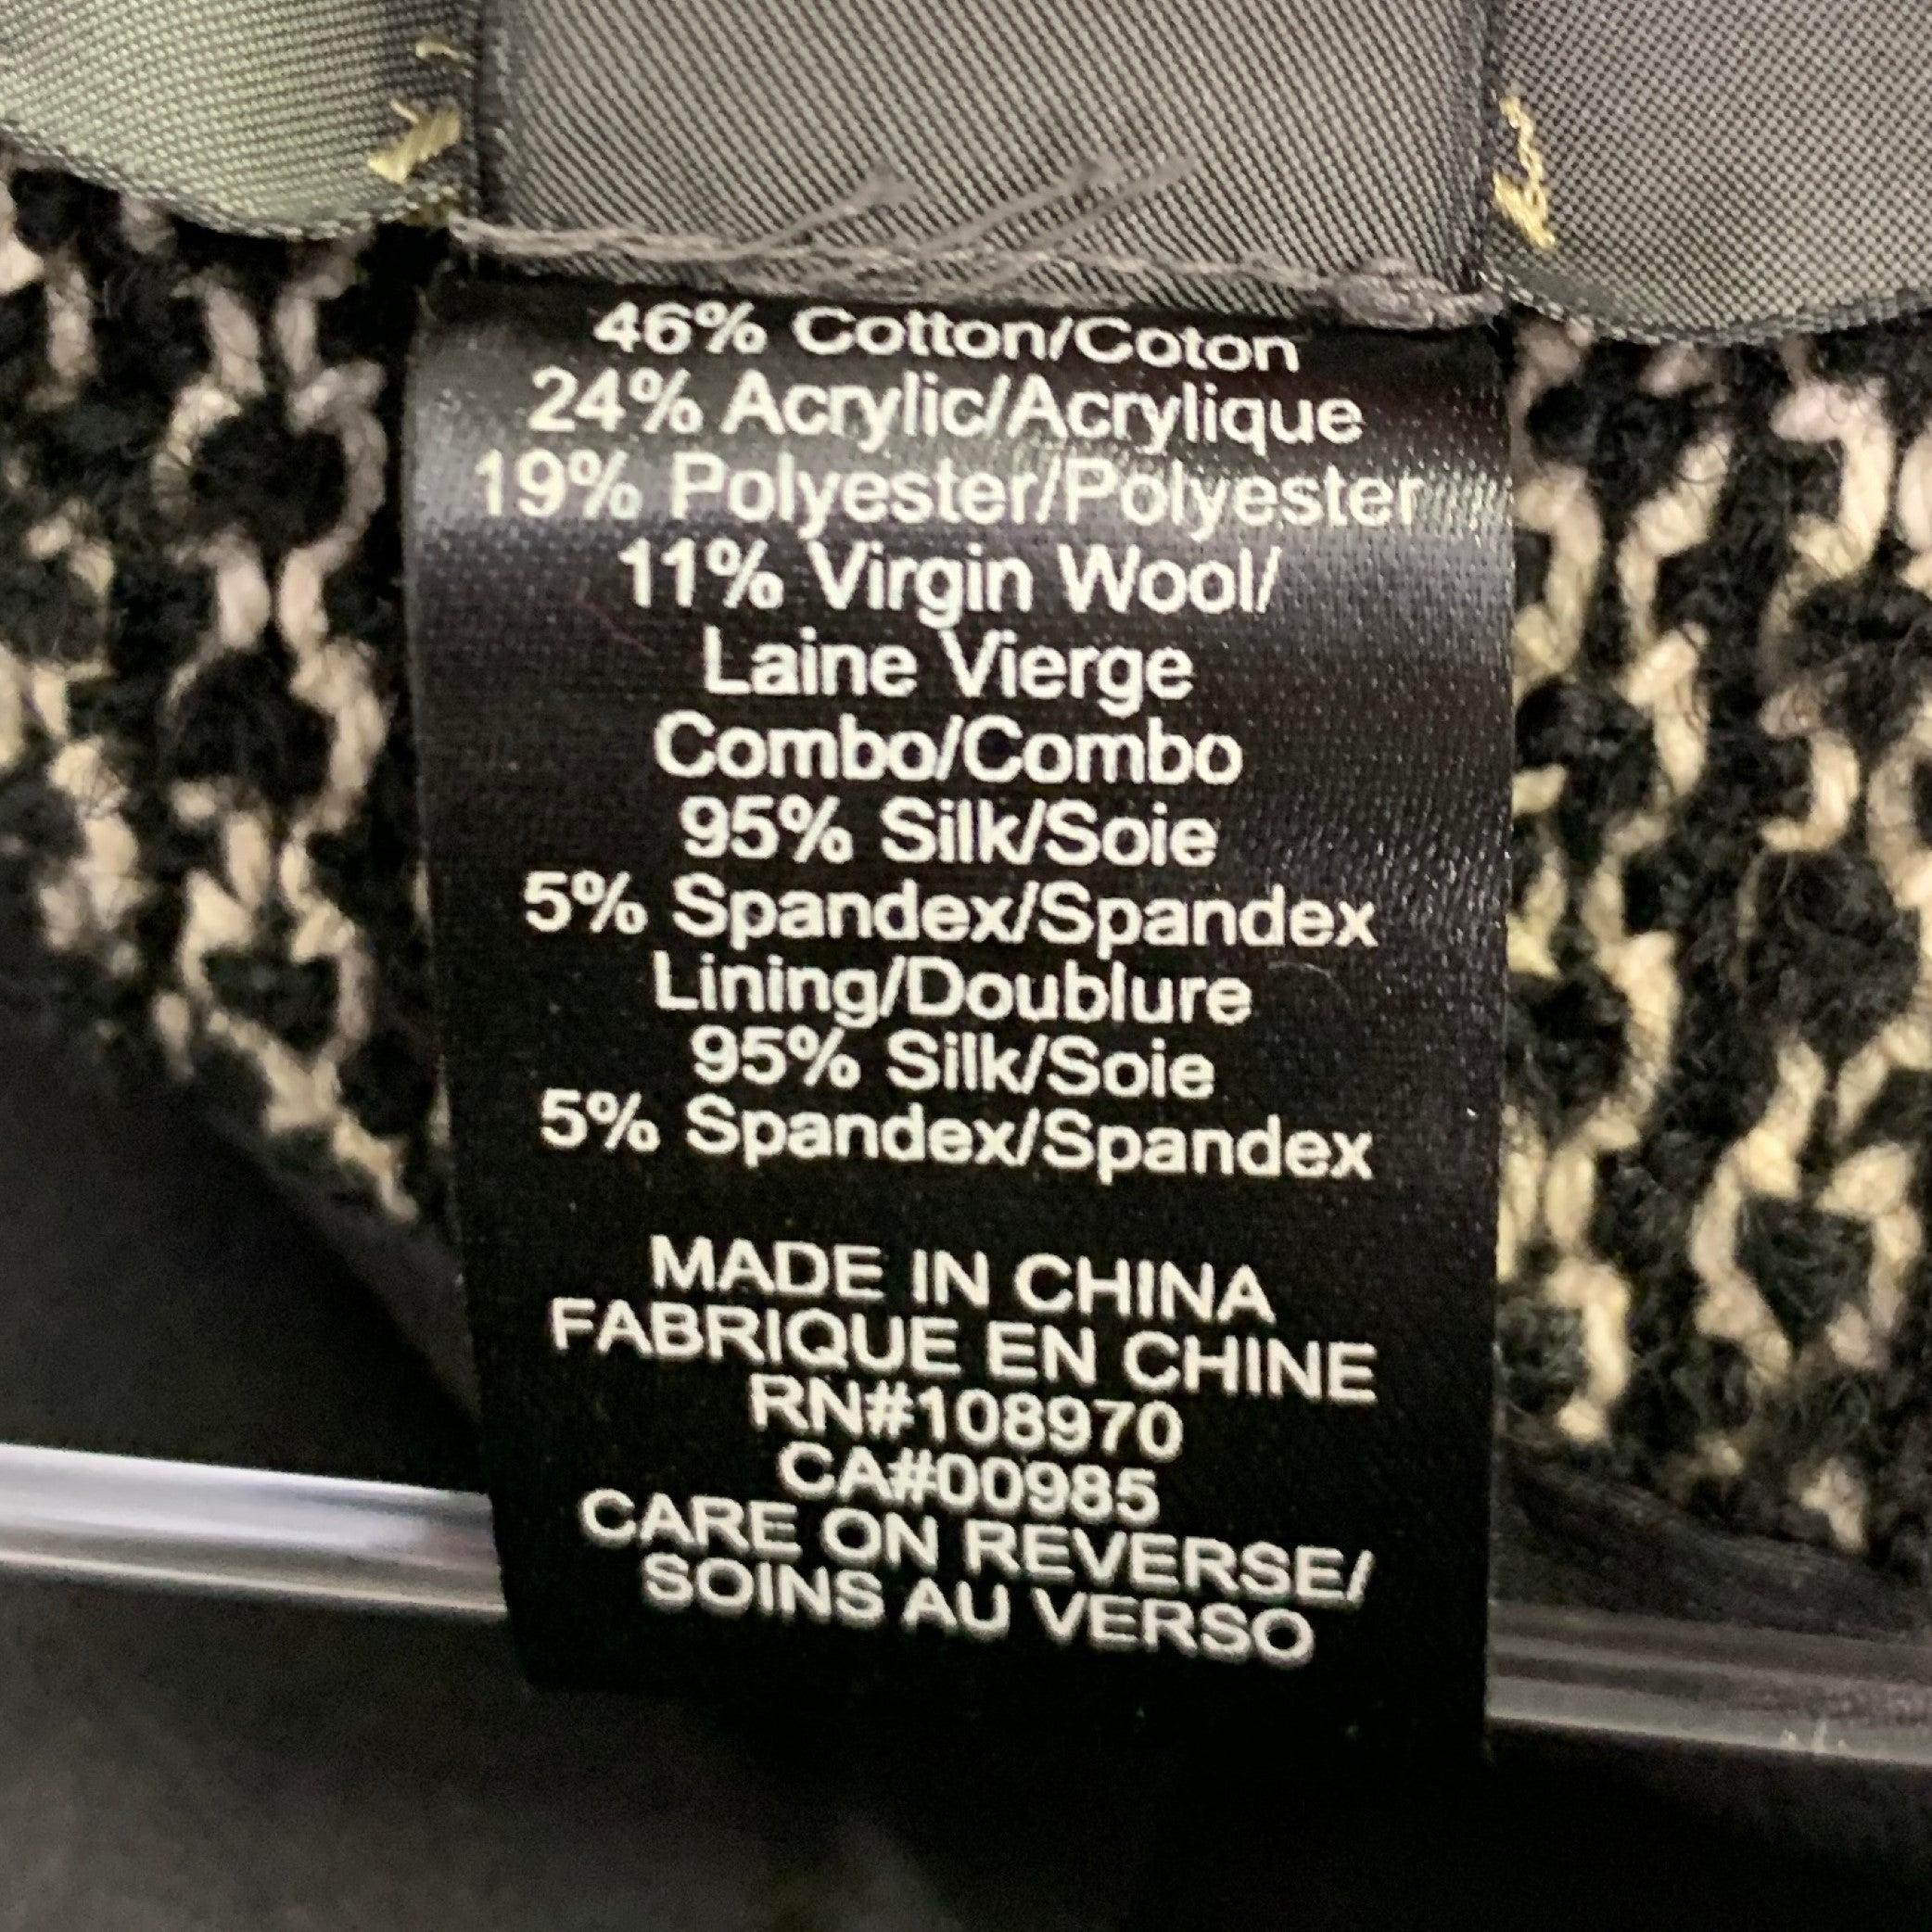 46% Cotton/Coton
24% Acrylic/Acrylique
19% Polyester/Polyester
11% Virgin Wool/
Laine Vierge
Combo/Combo
95% Silk/Soie
5% Spandex/Spandex
Lining/Doublure
95% Silk/Soie
5% Spandex/Spandex
MADE IN CHINA
FABRIQUE EN CHINE
RN#108970
CA#00985
CARE ON REVERSE/
SOINS AU VERSO